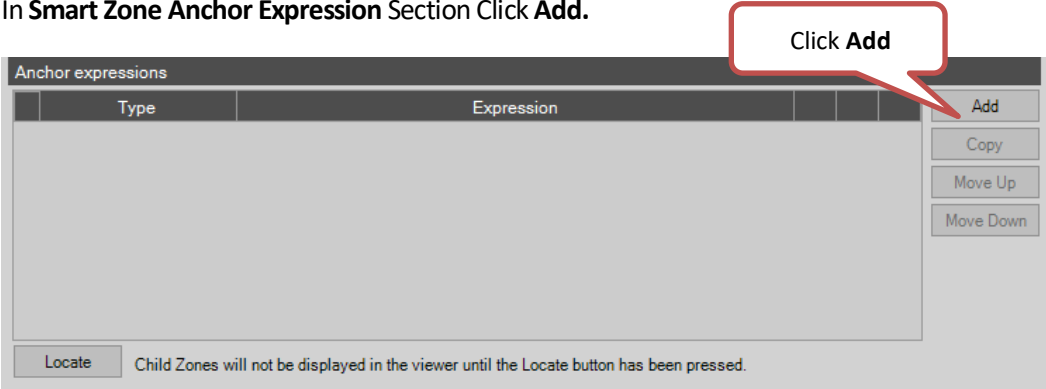 In Smart Zone Anchor Expression Section Click Add.
Click Add
Anchor expressions
Type Expression Add
Copy
Move Up
Move Down
Locate Child Zones will not be displayed in the viewer until the Locate button has been pressed.